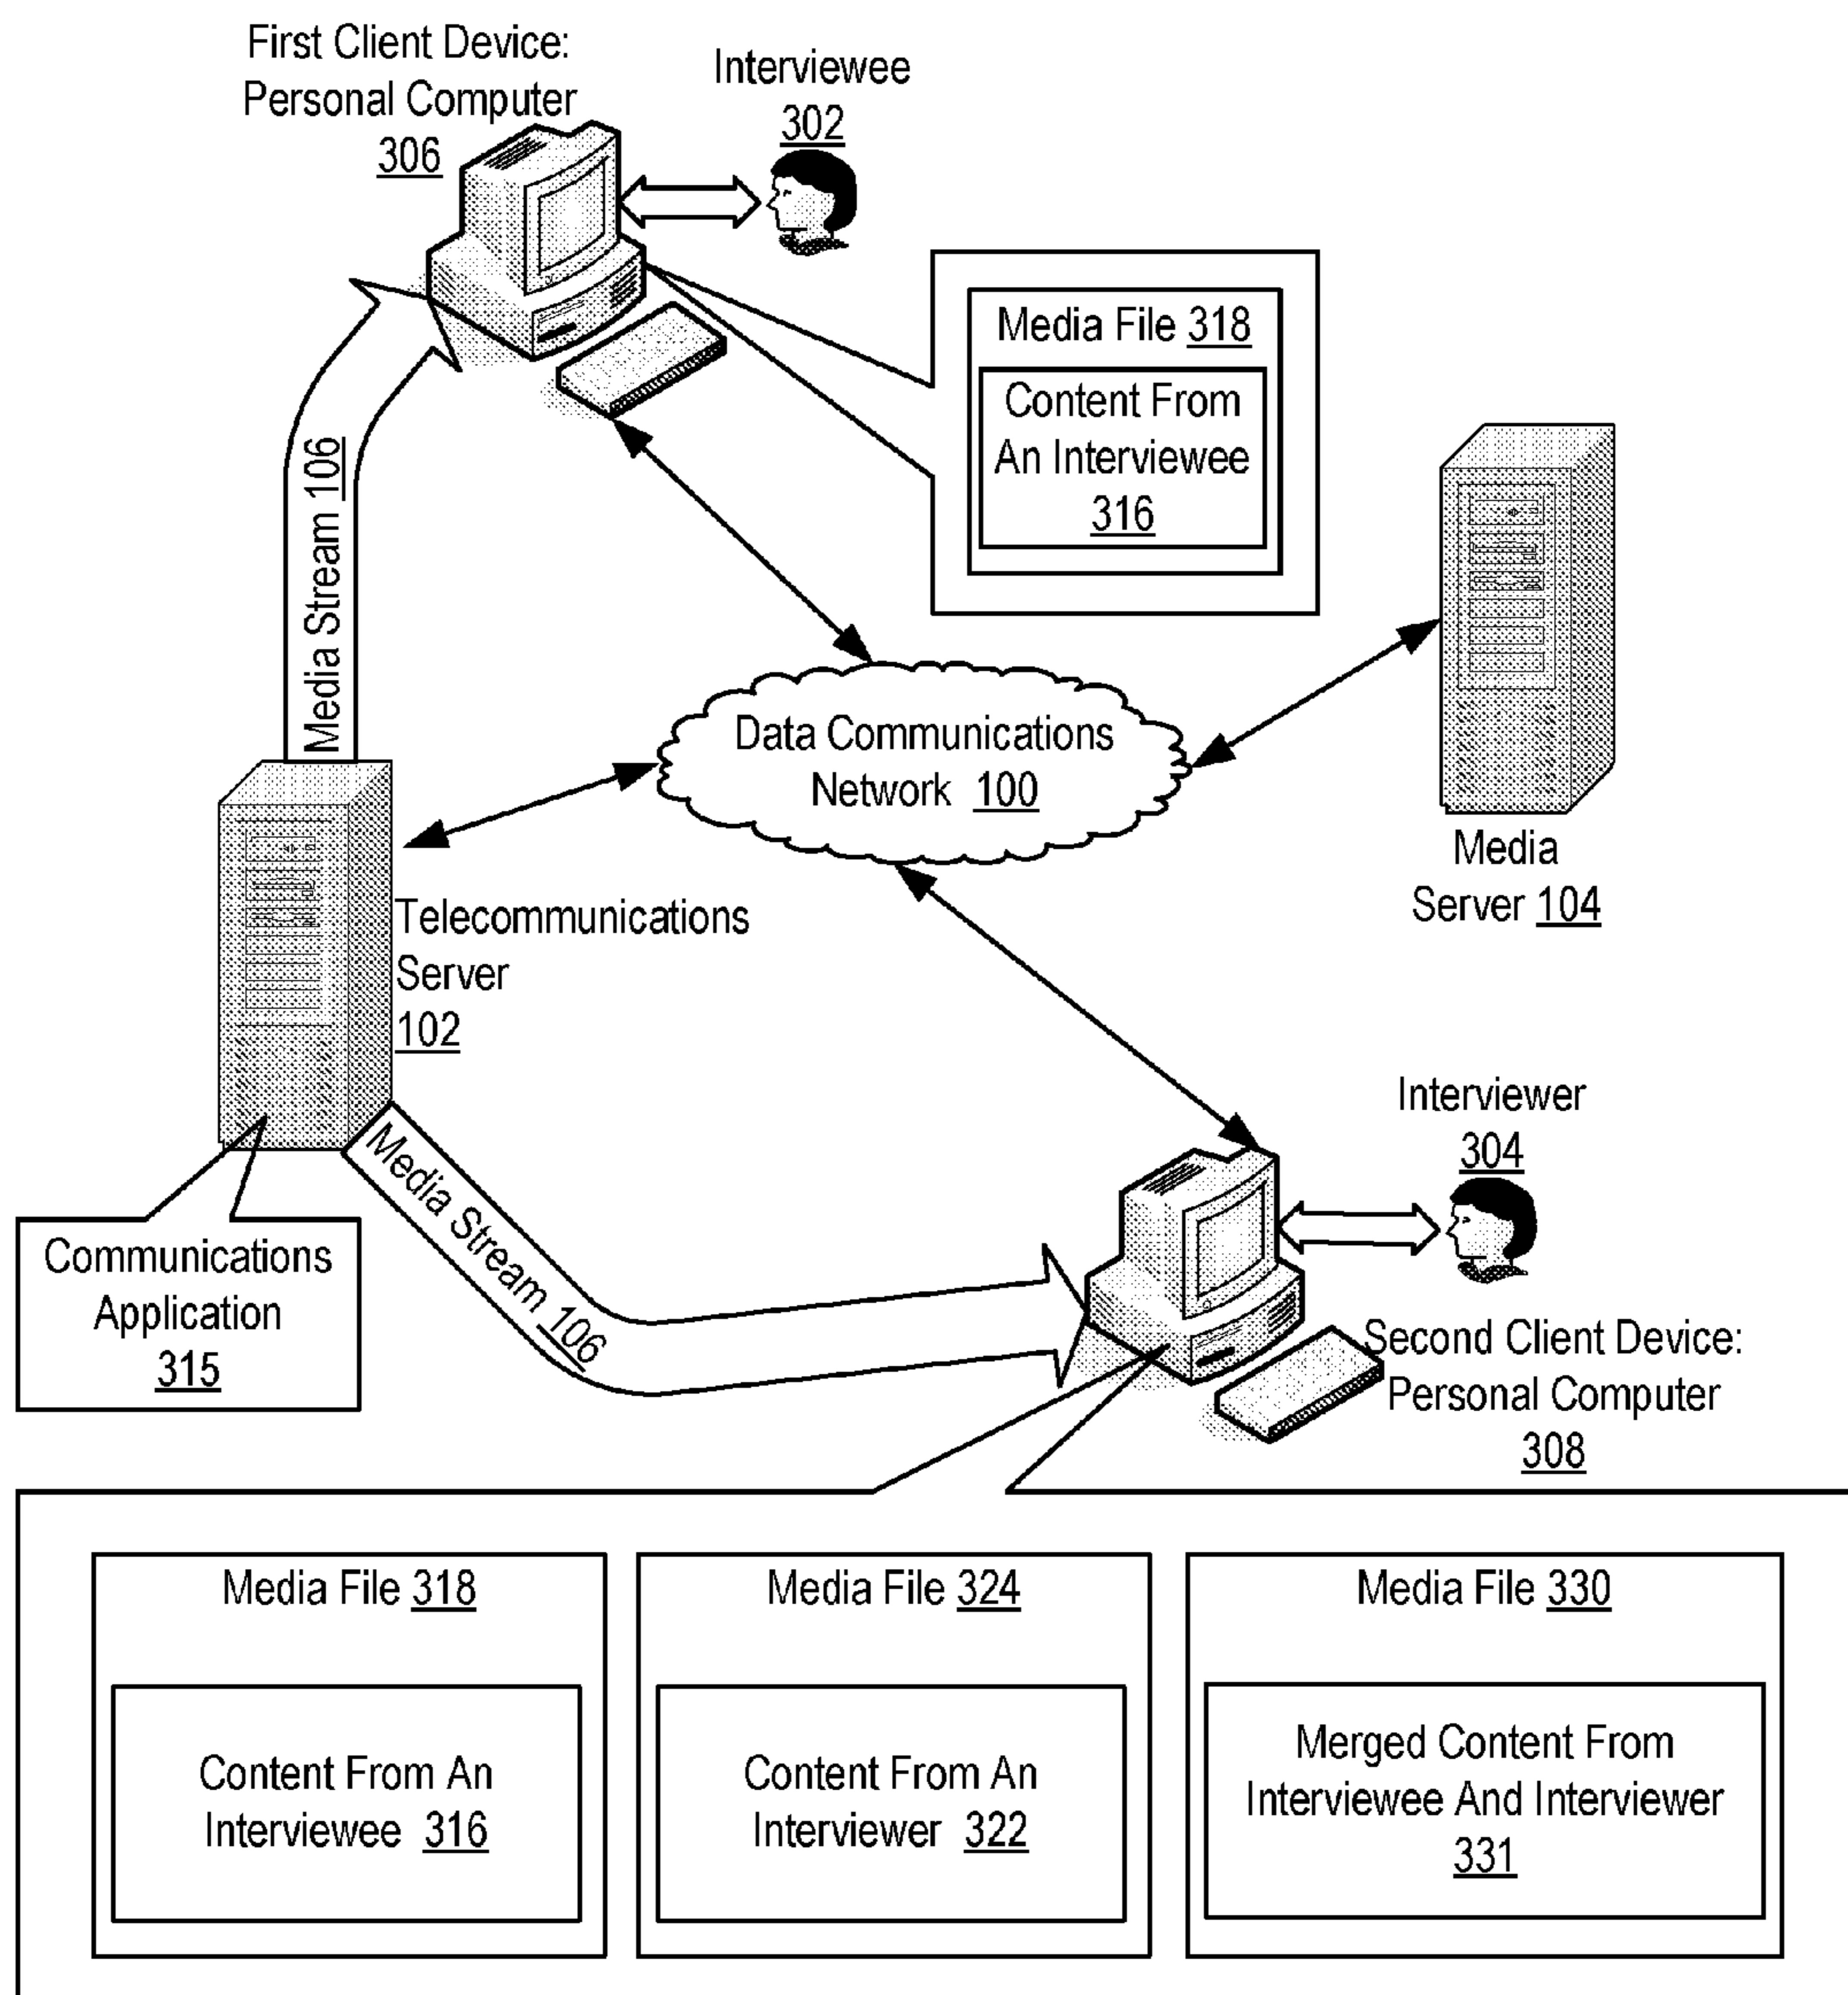 First Client Device:
Personal Computer
306
Interviewee
302
Media File 318
Content From
An Interviewee
316
Media Stream 106
Data Communications
Network 100
Media
Server 104
Telecommunications
Server
102
Interviewer
304
Media Stream 106
Communications
Application
315
Second Client Device:
Personal Computer
308
Media File 318
Content From An
Interviewee 316
Media File 324
Content From An
Interviewer 322
Media File 330
Merged Content From
Interviewee And Interviewer
331